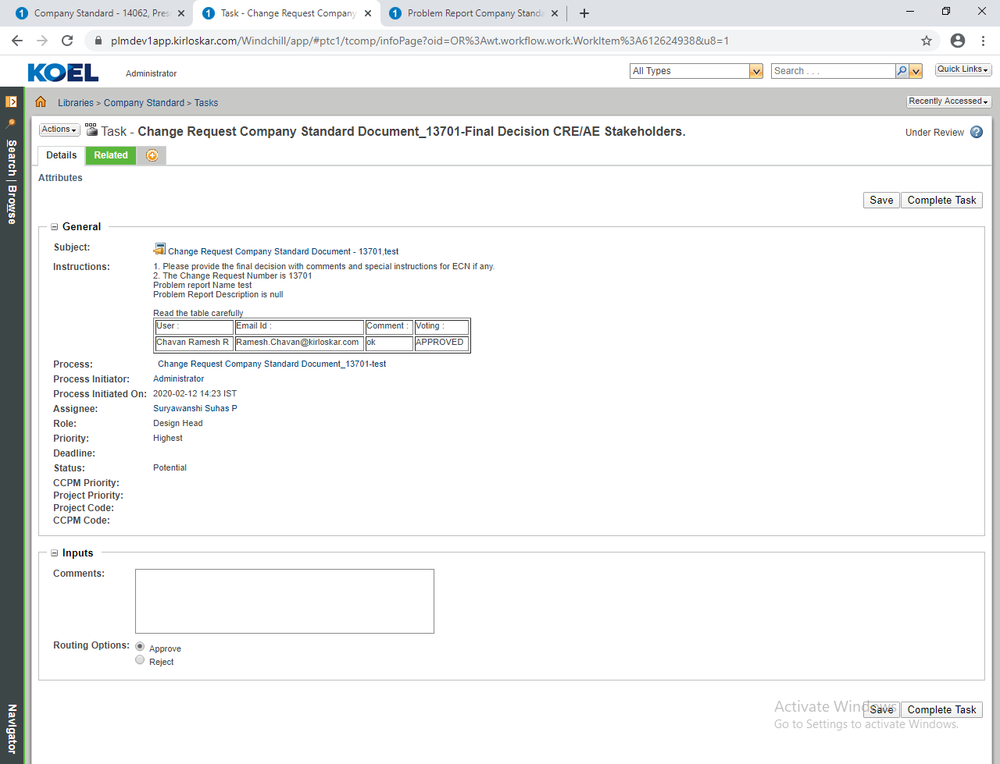 Company Standard - 14062, Pres
Task - Change Request Company
Problem Report Company Standa
plmdev1app.kirloskar.com/Windchill/app/#ptc1/tcomp/infoPage?oid=OR%3Awt.workflow.work.WorkItem%3A612624938&u8=1
KOEL
Administrator
All Types
Search . . .
Quick Links
Libraries > Company Standard > Tasks
Recently Accessed
Actions
Task - Change Request Company Standard Document_13701-Final Decision CRE/AE Stakeholders.
Under Review
Details
Related
Search | Browse
Attributes
Save
Complete Task
General
Subject:
Change Request Company Standard Document - 13701,test
Instructions:
1. Please provide the final decision with comments and special instructions for ECN if any.
2. The Change Request Number is 13701
Problem report Name test
Problem Report Description is null
Read the table carefully
User : Email Id : Comment : Voting :
Chavan Ramesh R Ramesh.Chavan@kirloskar.com ok APPROVED
Process: Change Request Company Standard Document_13701-test
Process Initiator: Administrator
Process Initiated On: 2020-02-12 14:23 IST
Assignee: Suryawanshi Suhas P
Role: Design Head
Priority: Highest
Deadline:
Status: Potential
CCPM Priority:
Project Priority:
Project Code:
CCPM Code:
Inputs
Comments:
Routing Options: Approve
Reject
Navigator
Save
Complete Task
Activate Windows
Go to Settings to activate Windows.